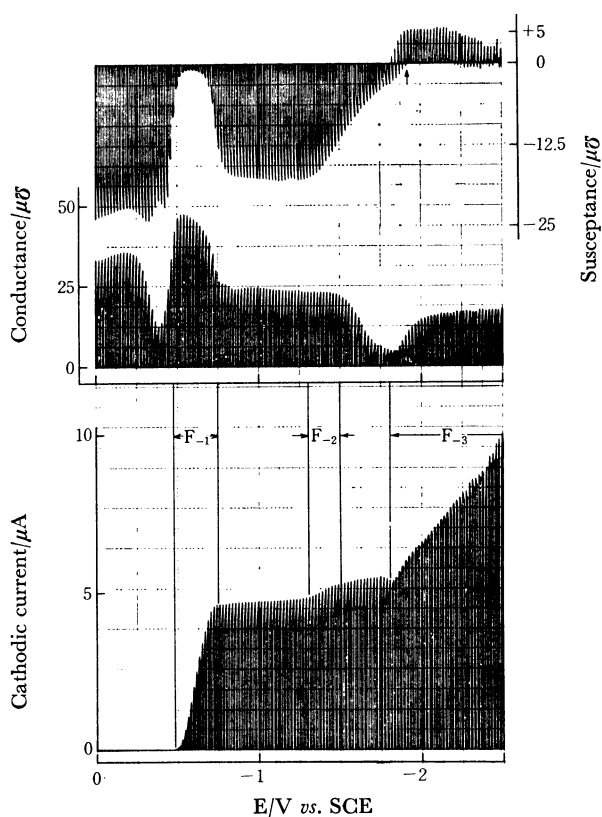 +5
0
−12.5
−25
Susceptance/μ℧
50
25
0
Conductance/μ℧
10
5
0
Cathodic current/μA
F₋₁
F₋₂
F₋₃
0
−1
−2
E/V vs. SCE